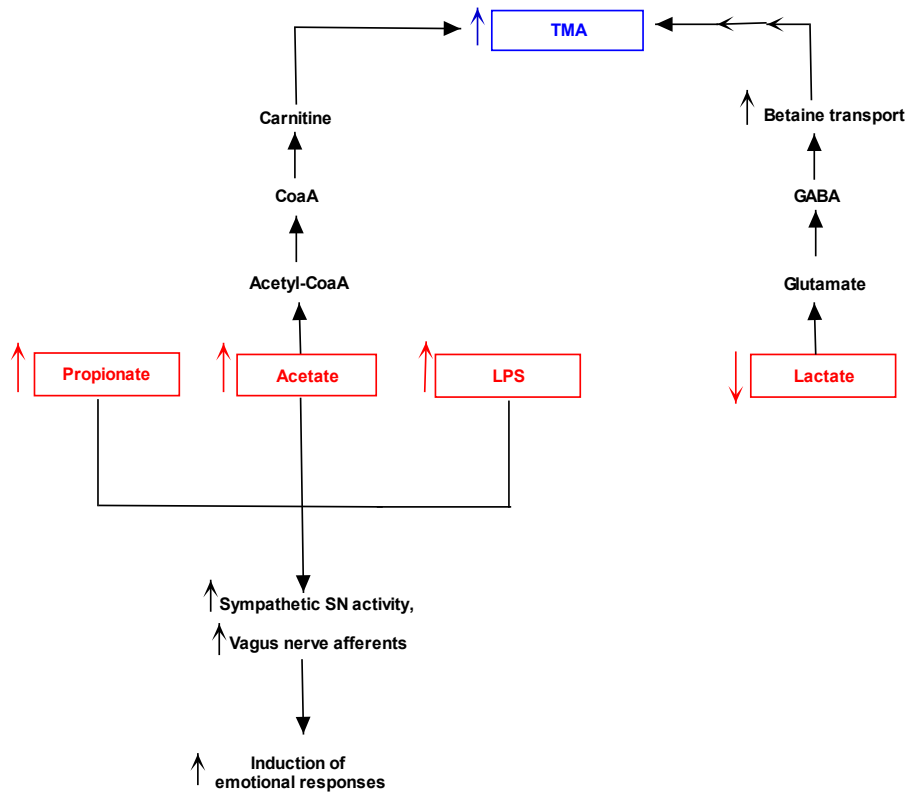 TMA
Carnitine
Betaine transport
CoaA
GABA
Acetyl-CoaA
Glutamate
Propionate
Acetate
LPS
Lactate
Sympathetic SN activity,
Vagus nerve afferents
Induction of
emotional responses